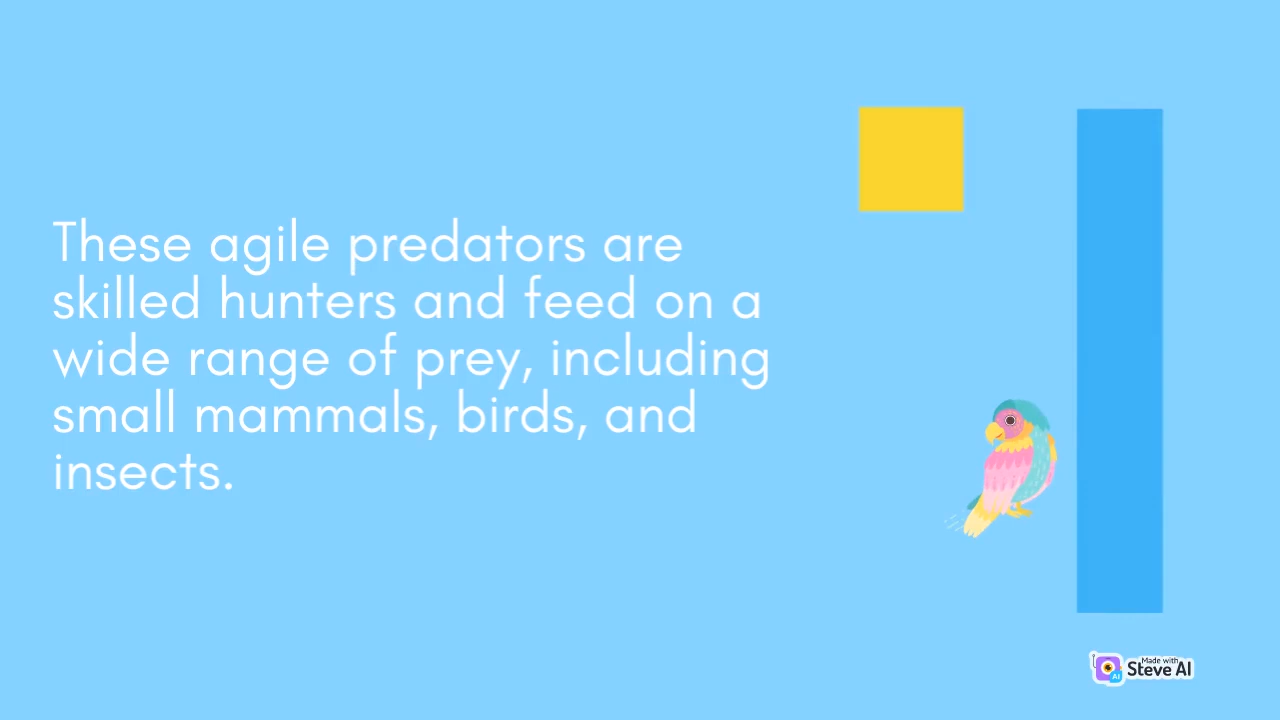 These agile predators are
skilled hunters and feed on a
wide range of prey, including
small mammals, birds, and
insects.
Made with
Steve AI
AI